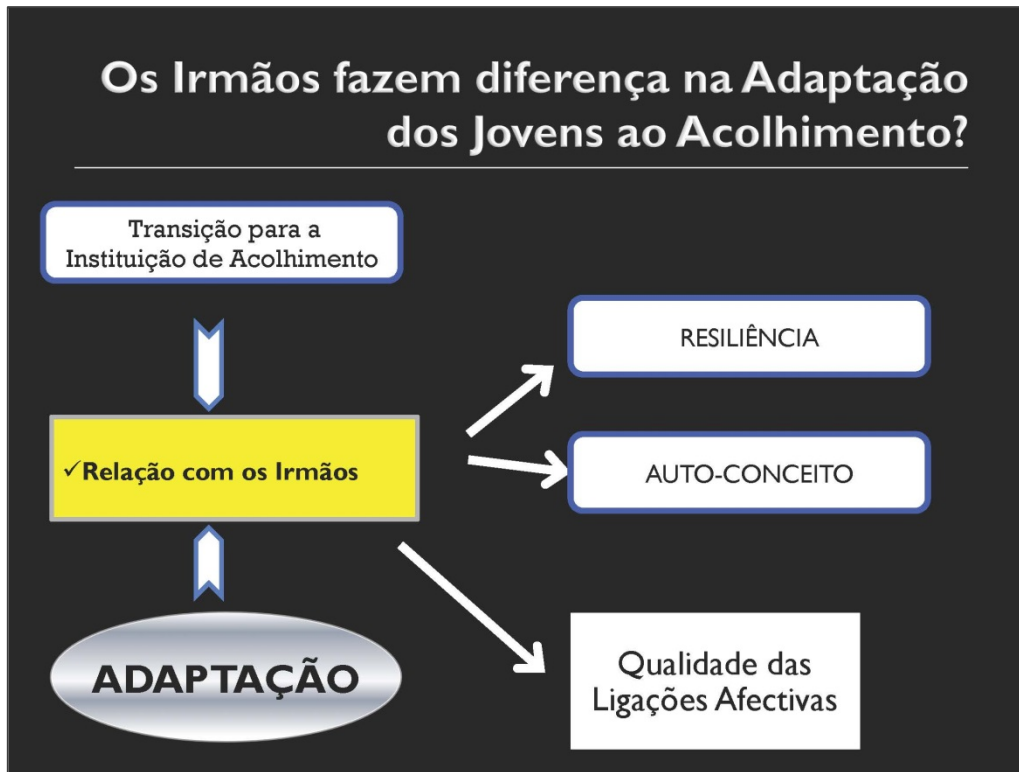 Os Irmãos fazem diferença na Adaptação
dos Jovens ao Acolhimento?
Transição para a
Instituição de Acolhimento
RESILIÊNCIA
✓Relação com os Irmãos
AUTO-CONCEITO
ADAPTAÇÃO
Qualidade das
Ligações Afectivas